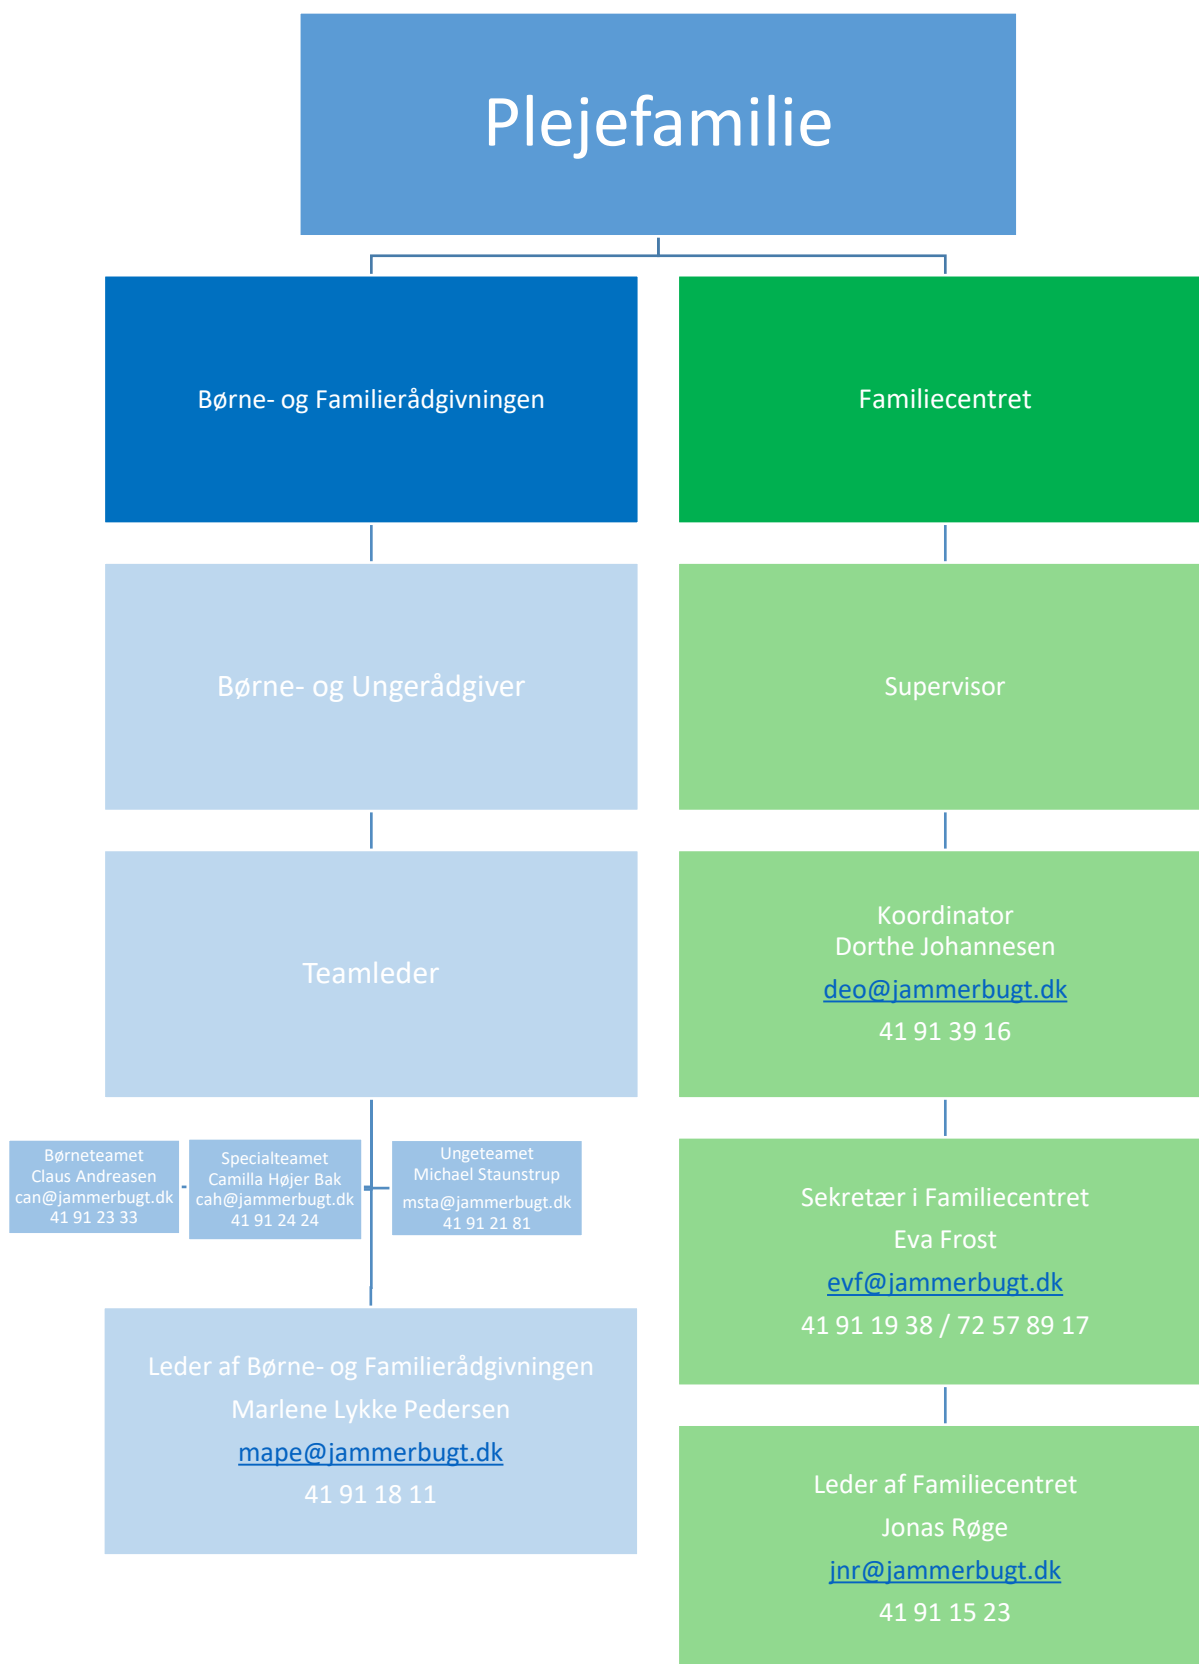 Plejefamilie
Børne- og Familierådgivningen
Familiecentret
Børne- og Ungerådgiver
Supervisor
Teamleder
Koordinator
Dorthe Johannesen
deo@jammerbugt.dk
41 91 39 16
Børneteamet
Claus Andreasen
can@jammerbugt.dk
41 91 23 33
Specialteamet
Camilla Højer Bak
cah@jammerbugt.dk
41 91 24 24
Ungeteamet
Michael Staunstrup
msta@jammerbugt.dk
41 91 21 81
Sekretær i Familiecentret
Eva Frost
evf@jammerbugt.dk
41 91 19 38 / 72 57 89 17
Leder af Børne- og Familierådgivningen
Marlene Lykke Pedersen
mape@jammerbugt.dk
41 91 18 11
Leder af Familiecentret
Jonas Røge
jnr@jammerbugt.dk
41 91 15 23